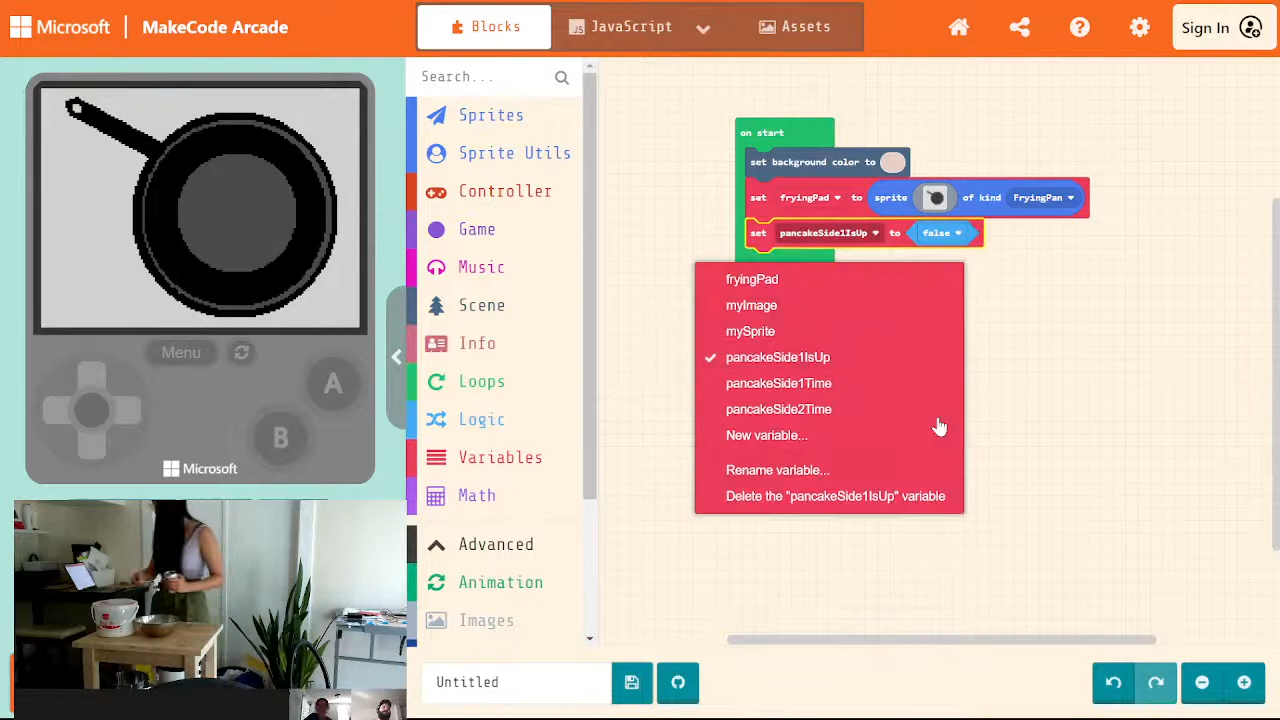 Microsoft | MakeCode Arcade
Blocks
JS JavaScript
Assets
Sign In
Search...
Sprites
Sprite Utils
Controller
Game
Music
Scene
Info
Loops
Logic
Variables
Math
Advanced
Animation
Images
Menu
A
B
Microsoft
on start
set background color to
set fryingPad to sprite of kind FryingPan
set pancakeSide1IsUp to false
fryingPad
myImage
mySprite
pancakeSide1IsUp
pancakeSide1Time
pancakeSide2Time
New variable...
Rename variable...
Delete the "pancakeSide1IsUp" variable
Untitled